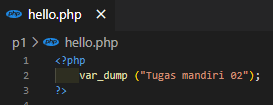 hello.php
p1 > hello.php
1 <?php
2 var_dump ("Tugas mandiri 02");
3 ?>